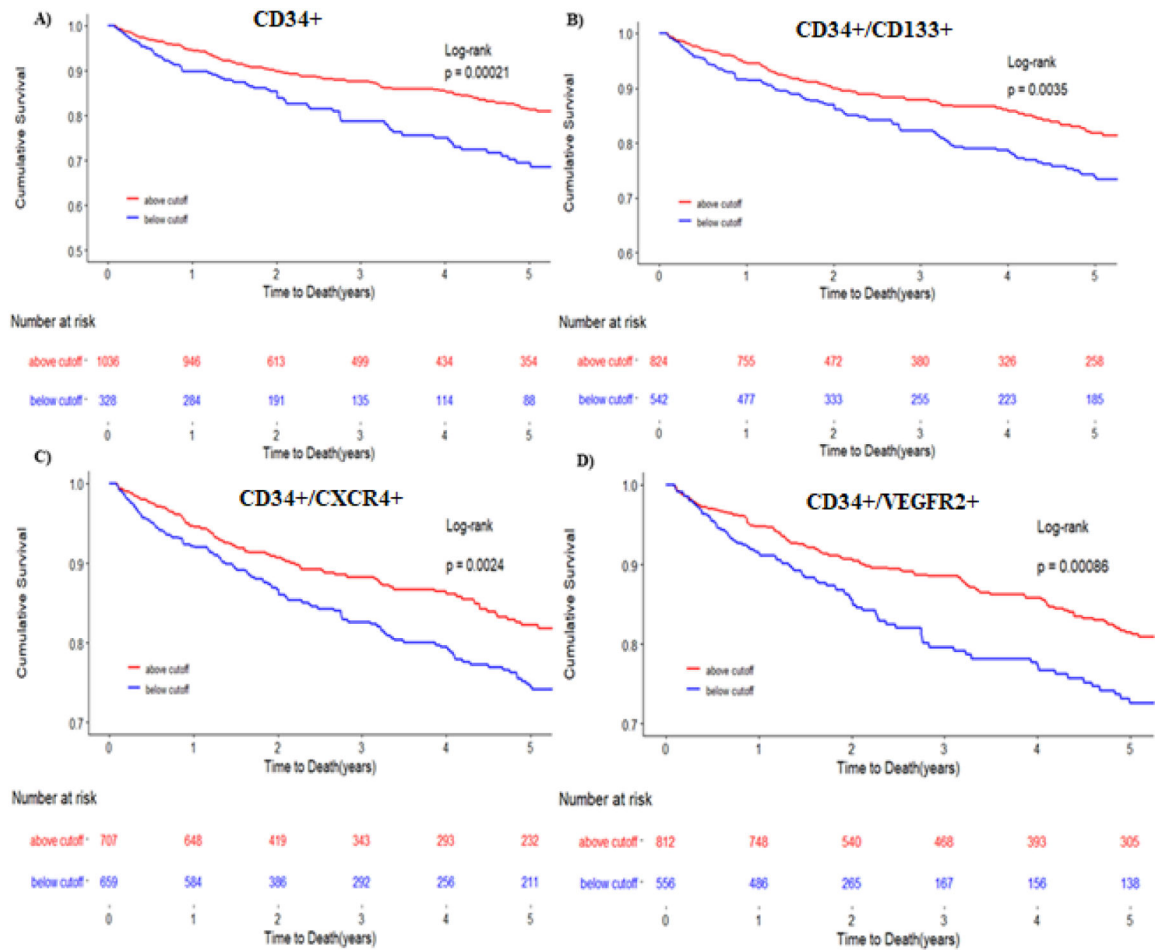 A)
CD34+
Cumulative Survival
1.0
0.9
0.8
0.7
0.6
0.5
Log-rank
p = 0.00021
above cutoff
below cutoff
0 1 2 3 4 5
Time to Death(years)
Number at risk
above cutoff 1036 946 613 499 434 354
below cutoff 328 284 191 135 114 88
0 1 2 3 4 5
Time to Death(years)
B)
CD34+/CD133+
Cumulative Survival
1.0
0.9
0.8
0.7
0.6
Log-rank
p = 0.0035
above cutoff
below cutoff
0 1 2 3 4 5
Time to Death(years)
Number at risk
above cutoff 824 755 472 380 326 258
below cutoff 542 477 333 255 223 185
0 1 2 3 4 5
Time to Death(years)
C)
CD34+/CXCR4+
Cumulative Survival
1.0
0.9
0.8
0.7
Log-rank
p = 0.0024
above cutoff
below cutoff
0 1 2 3 4 5
Time to Death(years)
Number at risk
above cutoff 707 648 419 343 293 232
below cutoff 659 584 386 292 256 211
0 1 2 3 4 5
Time to Death(years)
D)
CD34+/VEGFR2+
Cumulative Survival
1.0
0.9
0.8
0.7
Log-rank
p = 0.00086
above cutoff
below cutoff
0 1 2 3 4 5
Time to Death(years)
Number at risk
above cutoff 812 748 540 468 393 305
below cutoff 556 486 265 167 156 138
0 1 2 3 4 5
Time to Death(years)